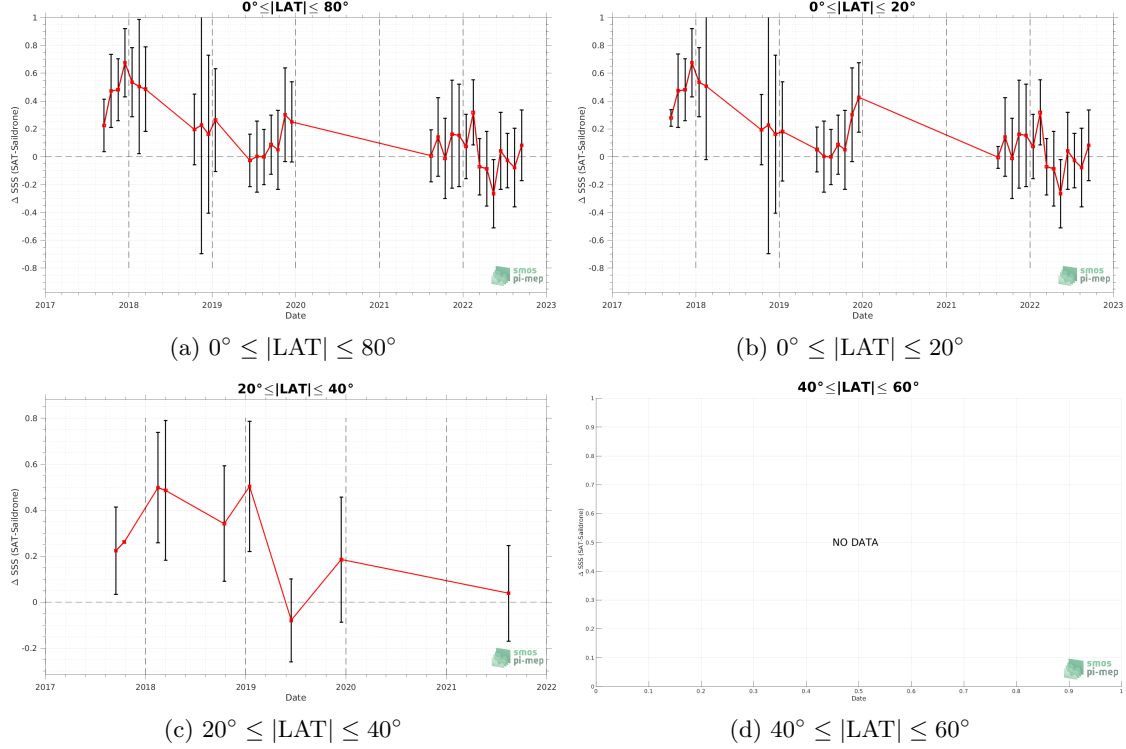 0°≤|LAT|≤ 80°
1
0.8
0.6
0.4
0.2
0
-0.2
-0.4
-0.6
-0.8
Δ SSS (SAT-Saildrone)
2017 2018 2019 2020 2021 2022 2023
Date
smos
pi-mep
(a) 0° ≤ |LAT| ≤ 80°
0°≤|LAT|≤ 20°
1
0.8
0.6
0.4
0.2
0
-0.2
-0.4
-0.6
-0.8
Δ SSS (SAT-Saildrone)
2017 2018 2019 2020 2021 2022 2023
Date
smos
pi-mep
(b) 0° ≤ |LAT| ≤ 20°
20°≤|LAT|≤ 40°
0.8
0.6
0.4
0.2
0
-0.2
Δ SSS (SAT-Saildrone)
2017 2018 2019 2020 2021 2022
Date
smos
pi-mep
(c) 20° ≤ |LAT| ≤ 40°
40°≤|LAT|≤ 60°
1
0.9
0.8
0.7
0.6
0.5
0.4
0.3
0.2
0.1
0
Δ SSS (SAT-Saildrone)
NO DATA
0 0.1 0.2 0.3 0.4 0.5 0.6 0.7 0.8 0.9 1
Date
smos
pi-mep
(d) 40° ≤ |LAT| ≤ 60°